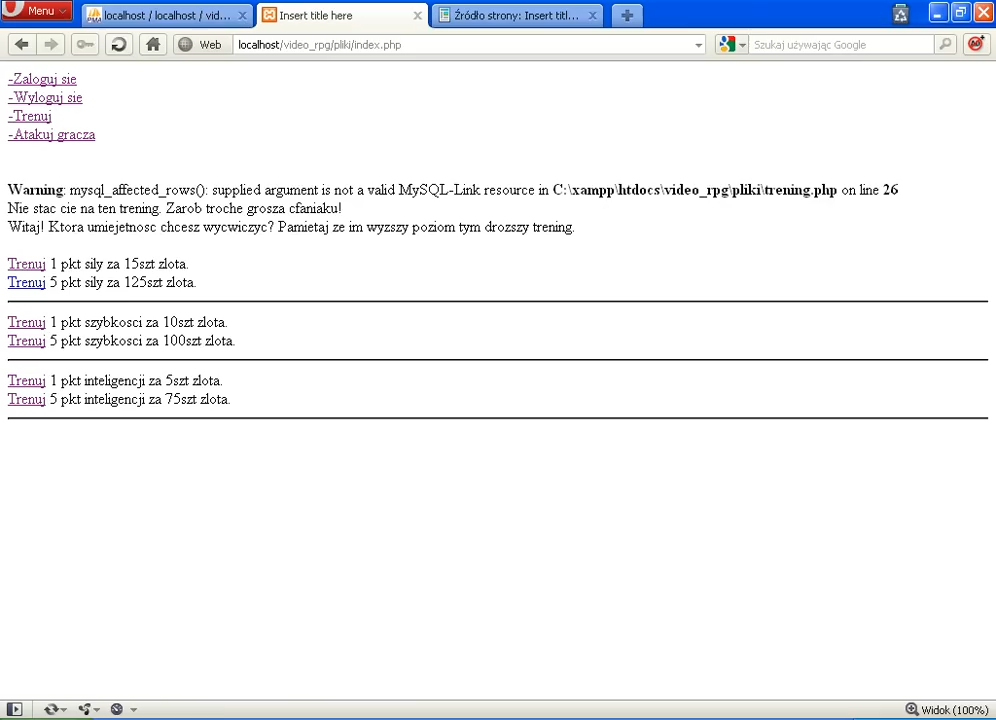 Menu
localhost / localhost / vid...
Insert title here
Źródło strony: Insert titl...
Web
localhost/video_rpg/pliki/index.php
Szukaj używając Google
-Zaloguj sie
-Wyloguj sie
-Trenuj
-Atakuj gracza
Warning: mysql_affected_rows(): supplied argument is not a valid MySQL-Link resource in C:\xampp\htdocs\video_rpg\pliki\trening.php on line 26
Nie stac cie na ten trening. Zarob troche grosza cfaniaku!
Witaj! Ktora umiejetnosc chcesz wycwiczyc? Pamietaj ze im wyzszy poziom tym drozszy trening.
Trenuj 1 pkt sily za 15szt zlota.
Trenuj 5 pkt sily za 125szt zlota.
Trenuj 1 pkt szybkosci za 10szt zlota.
Trenuj 5 pkt szybkosci za 100szt zlota.
Trenuj 1 pkt inteligencji za 5szt zlota.
Trenuj 5 pkt inteligencji za 75szt zlota.
Widok (100%)